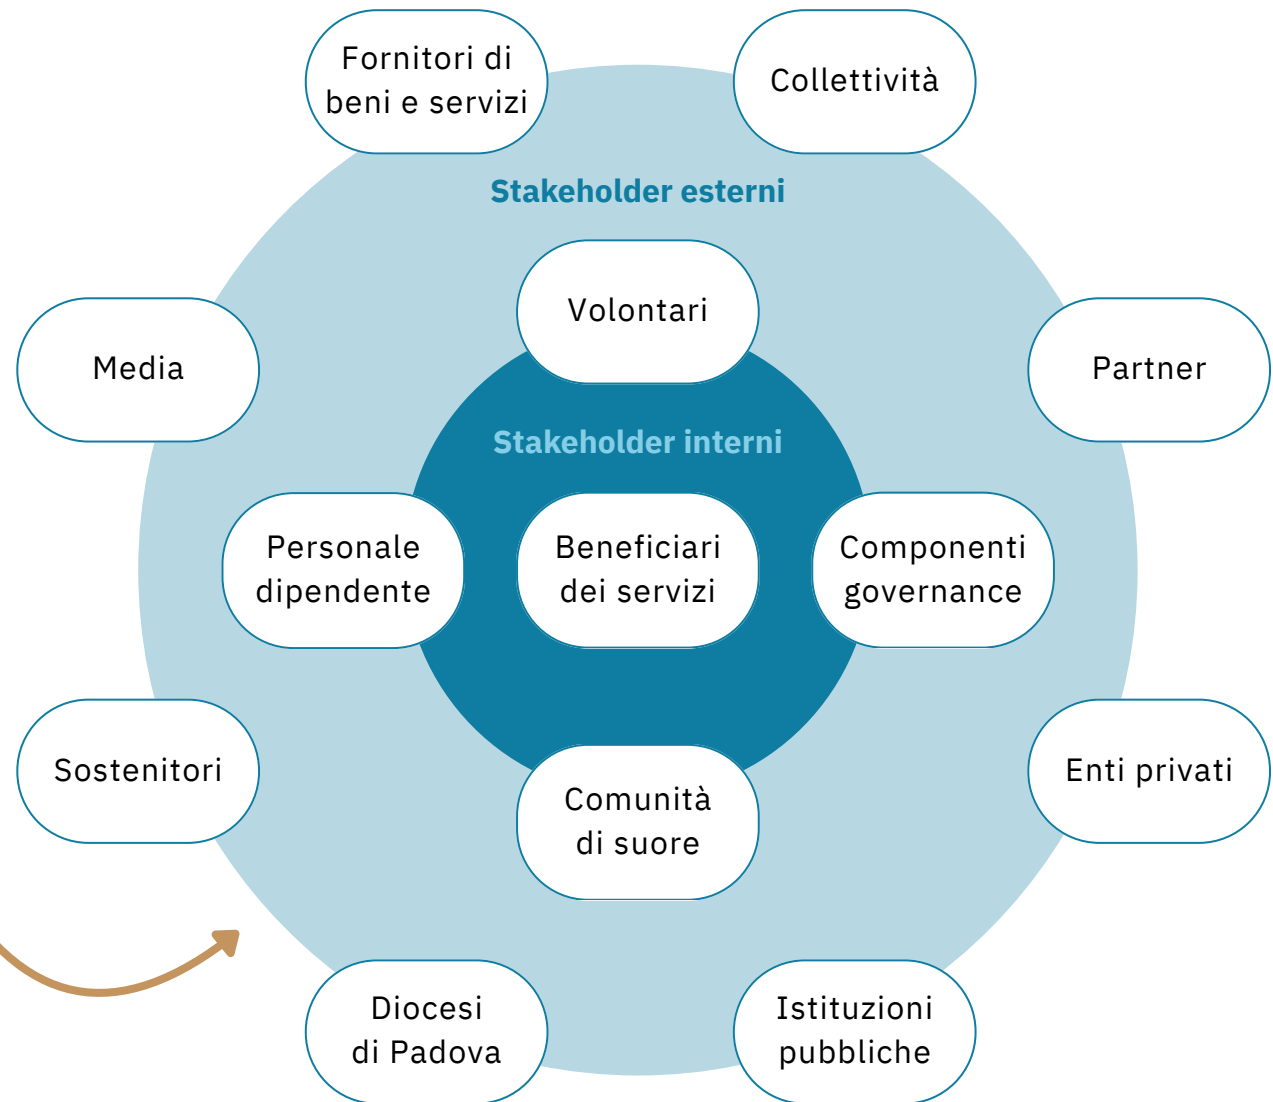 Fornitori di
beni e servizi
Collettività
Stakeholder esterni
Volontari
Media
Partner
Stakeholder interni
Personale
dipendente
Beneficiari
dei servizi
Componenti
governance
Sostenitori
Enti privati
Comunità
di suore
Diocesi
di Padova
Istituzioni
pubbliche